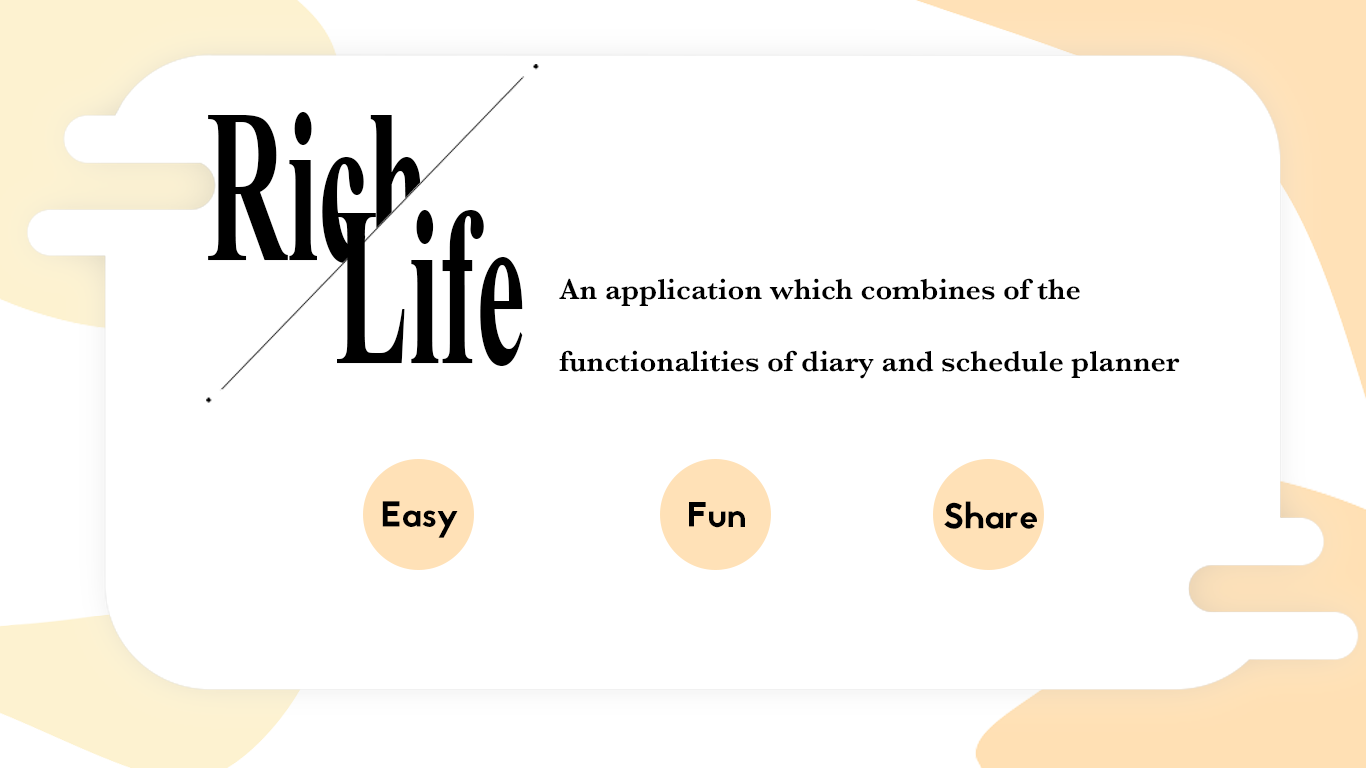 Rich
Life
An application which combines of the
functionalities of diary and schedule planner
Easy
Fun
Share